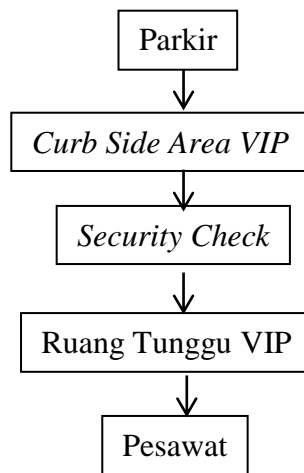 Parkir
Curb Side Area VIP
Security Check
Ruang Tunggu VIP
Pesawat